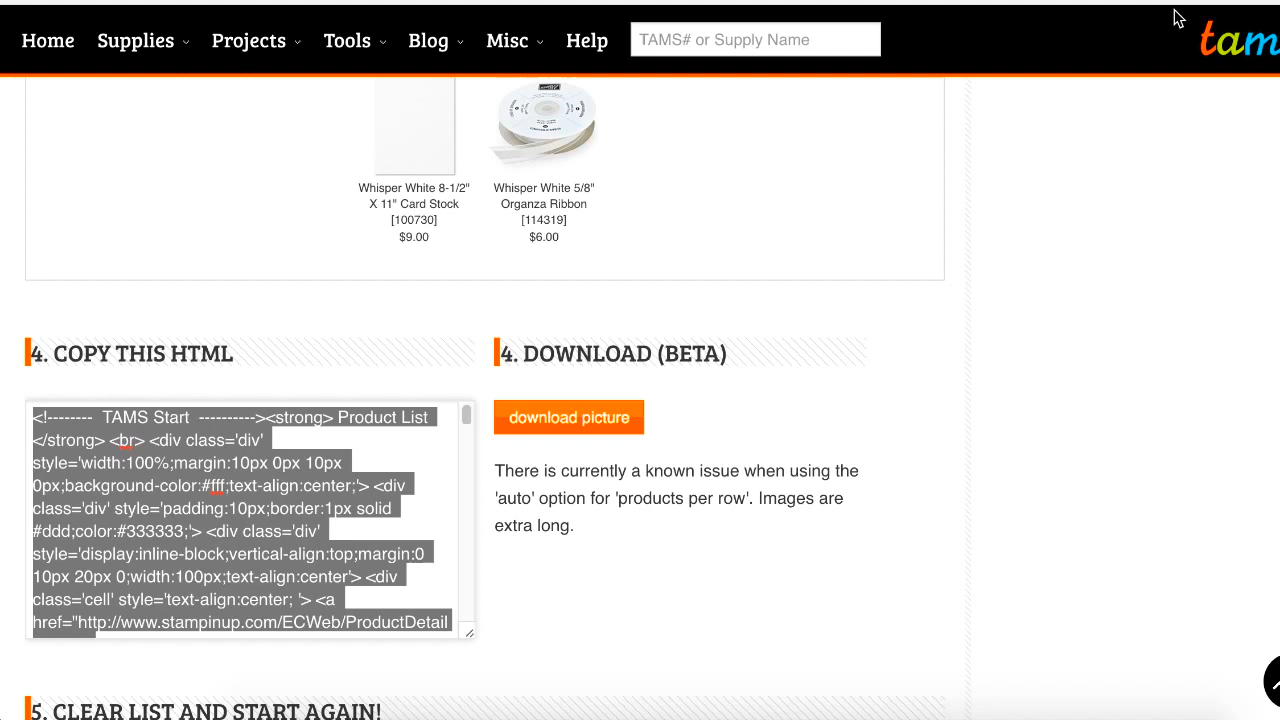 Home Supplies Projects Tools Blog Misc Help TAMS# or Supply Name tam
Whisper White 8-1/2"
X 11" Card Stock
[100730]
$9.00
Whisper White 5/8"
Organza Ribbon
[114319]
$6.00
4. COPY THIS HTML
<!-------- TAMS Start ----------><strong> Product List
</strong> <br> <div class='div'
style='width:100%;margin:10px 0px 10px
0px;background-color:#fff;text-align:center;'> <div
class='div' style='padding:10px;border:1px solid
#ddd;color:#333333;'> <div class='div'
style='display:inline-block;vertical-align:top;margin:0
10px 20px 0;width:100px;text-align:center'> <div
class='cell' style='text-align:center; '> <a
href="http://www.stampinup.com/ECWeb/ProductDetail
4. DOWNLOAD (BETA)
download picture
There is currently a known issue when using the
'auto' option for 'products per row'. Images are
extra long.
5. CLEAR LIST AND START AGAIN!